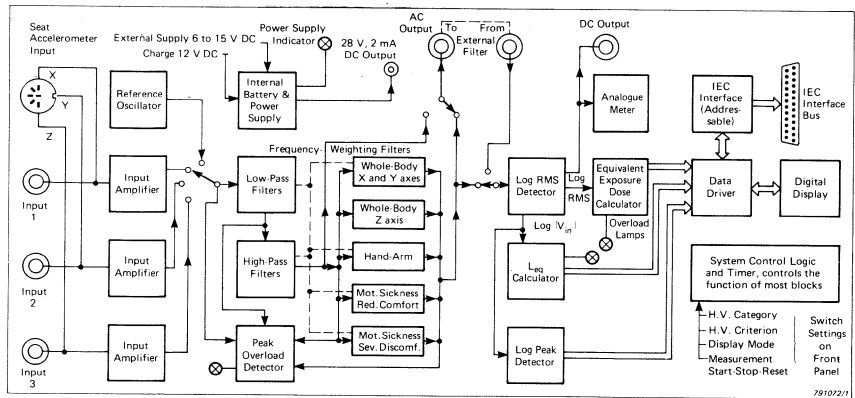 Seat
Accelerometer
Input
X
Y
Z
Input
1
Input
2
Input
3
External Supply 6 to 15 V DC
Charge 12 V DC
Power Supply
Indicator
28 V, 2 mA
DC Output
AC
Output
To
From
External
Filter
DC Output
Reference
Oscillator
Internal
Battery &
Power
Supply
Analogue
Meter
IEC
Interface
(Addres-
sable)
IEC
Interface
Bus
Frequency-Weighting Filters
Input
Amplifier
Input
Amplifier
Input
Amplifier
Low-Pass
Filters
High-Pass
Filters
Peak
Overload
Detector
Whole-Body
X and Y axes
Whole-Body
Z axis
Hand-Arm
Mot. Sickness
Red. Comfort
Mot. Sickness
Sev. Discomf.
Log RMS
Detector
Log
RMS
Equivalent
Exposure
Dose
Calculator
Overload
Lamps
Log |Vin|
Leq
Calculator
Log Peak
Detector
Data
Driver
Digital
Display
System Control Logic
and Timer, controls the
function of most blocks
H.V. Category
H.V. Criterion
Display Mode
Measurement
Start-Stop-Reset
Switch
Settings
on
Front
Panel
791072/1